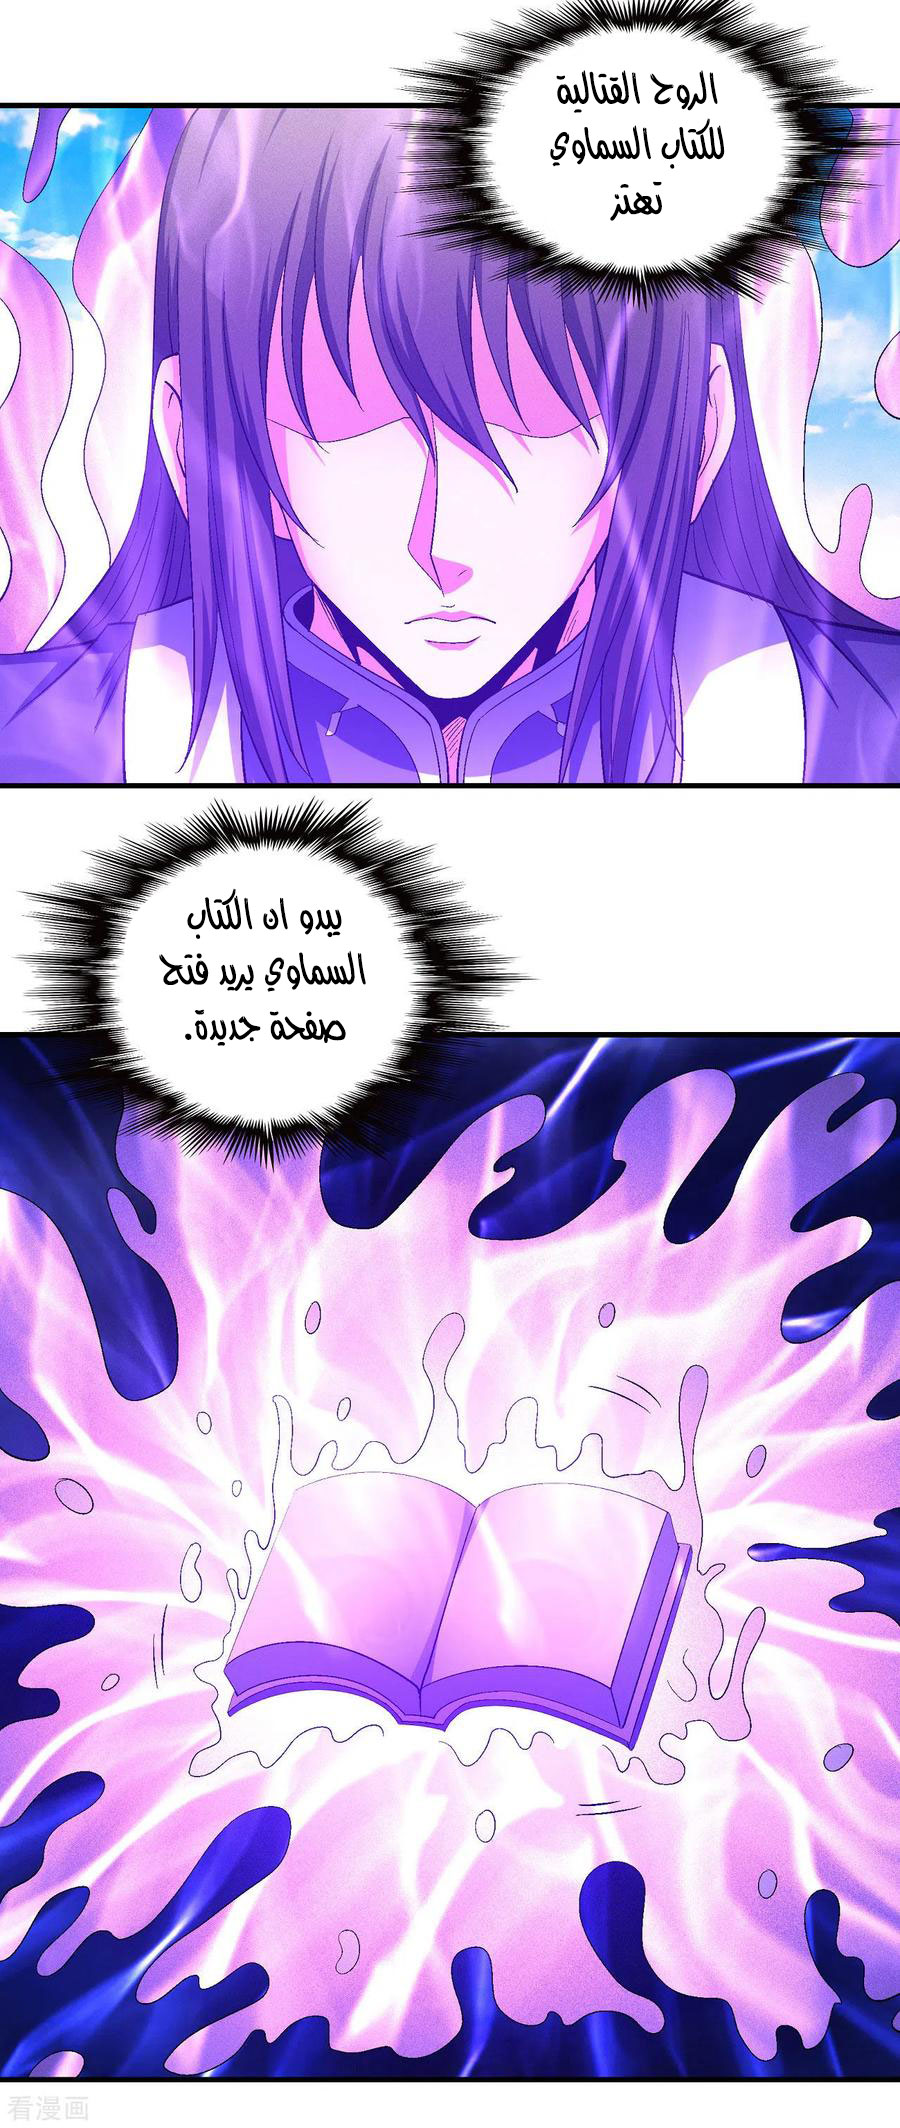 الروح القتالية
للكتاب السماوي
تهتز
يبدو ان الكتاب
السماوي يريد فتح
صفحة جديدة.
看漫画